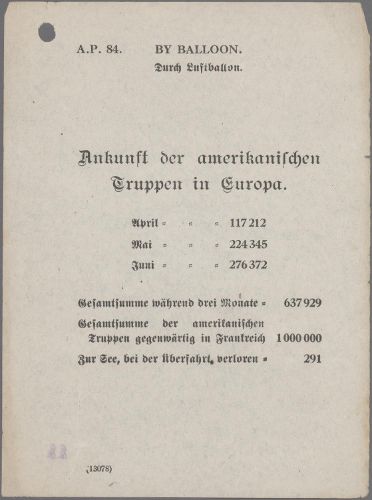 A.P. 84. BY BALLOON.
Durch Luftballon.
Ankunft der amerikanischen
Truppen in Europa.
April = = = 117 212
Mai = = = 224 345
Juni = = = 276 372
Gesamtsumme während drei Monate = 637 929
Gesamtsumme der amerikanischen
Truppen gegenwärtig in Frankreich 1 000 000
Zur See, bei der Überfahrt, verloren = 291
(13078)